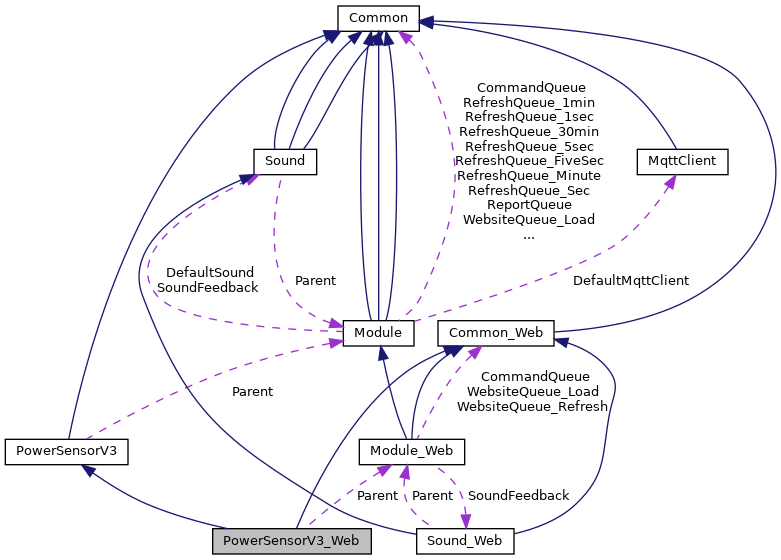 Common
CommandQueue
RefreshQueue_1min
RefreshQueue_1sec
RefreshQueue_30min
RefreshQueue_5sec
RefreshQueue_FiveSec
RefreshQueue_Minute
RefreshQueue_Sec
ReportQueue
WebsiteQueue_Load
...
Sound
MqttClient
DefaultSound
SoundFeedback
Parent
DefaultMqttClient
Module
Common_Web
Parent
CommandQueue
WebsiteQueue_Load
WebsiteQueue_Refresh
PowerSensorV3
Module_Web
Parent
Parent
SoundFeedback
PowerSensorV3_Web
Sound_Web